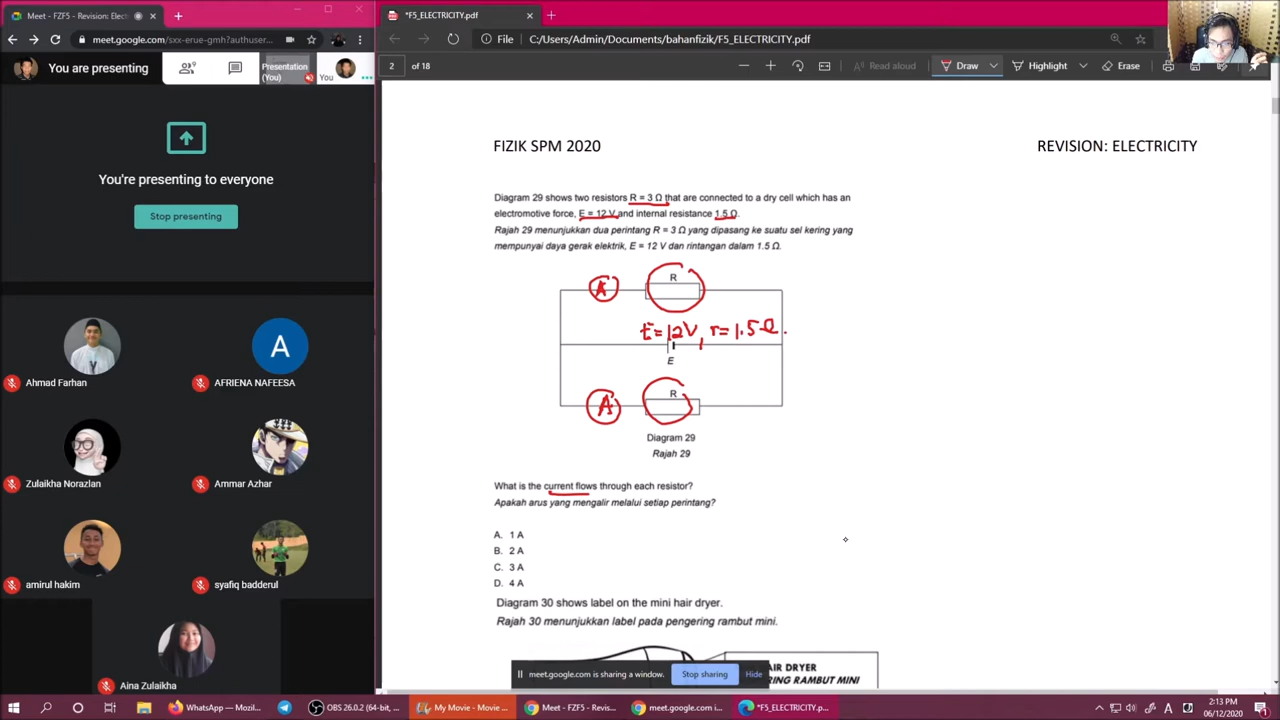 Meet - FZF5 - Revision: Elect
meet.google.com/sxx-erue-gmh?authuser...
You are presenting
Presentation (You)
You
You're presenting to everyone
Stop presenting
Ahmad Farhan
A
AFRIENA NAFEESA
Zulaikha Norazlan
Ammar Azhar
amirul hakim
syafiq badderul
Aina Zulaikha
*F5_ELECTRICITY.pdf
File
C:/Users/Admin/Documents/bahanfizik/F5_ELECTRICITY.pdf
2
of 18
Read aloud
Draw
Highlight
Erase
FIZIK SPM 2020
REVISION: ELECTRICITY
Diagram 29 shows two resistors R = 3 Ω that are connected to a dry cell which has an
electromotive force, E = 12 V and internal resistance 1.5 Ω.
Rajah 29 menunjukkan dua perintang R = 3 Ω yang dipasang ke suatu sel kering yang
mempunyai daya gerak elektrik, E = 12 V dan rintangan dalam 1.5 Ω.
A
R
E = 12V, r = 1.5 Ω.
E
A
R
Diagram 29
Rajah 29
What is the current flows through each resistor?
Apakah arus yang mengalir melalui setiap perintang?
A. 1 A
B. 2 A
C. 3 A
D. 4 A
Diagram 30 shows label on the mini hair dryer.
Rajah 30 menunjukkan label pada pengering rambut mini.
AIR DRYER
RING RAMBUT MINI
meet.google.com is sharing a window.
Stop sharing
Hide
WhatsApp — Mozil...
OBS 26.0.2 (64-bit, ...
My Movie - Movie ...
Meet - FZF5 - Revis...
meet.google.com i...
*F5_ELECTRICITY.p...
2:13 PM
06/12/2020